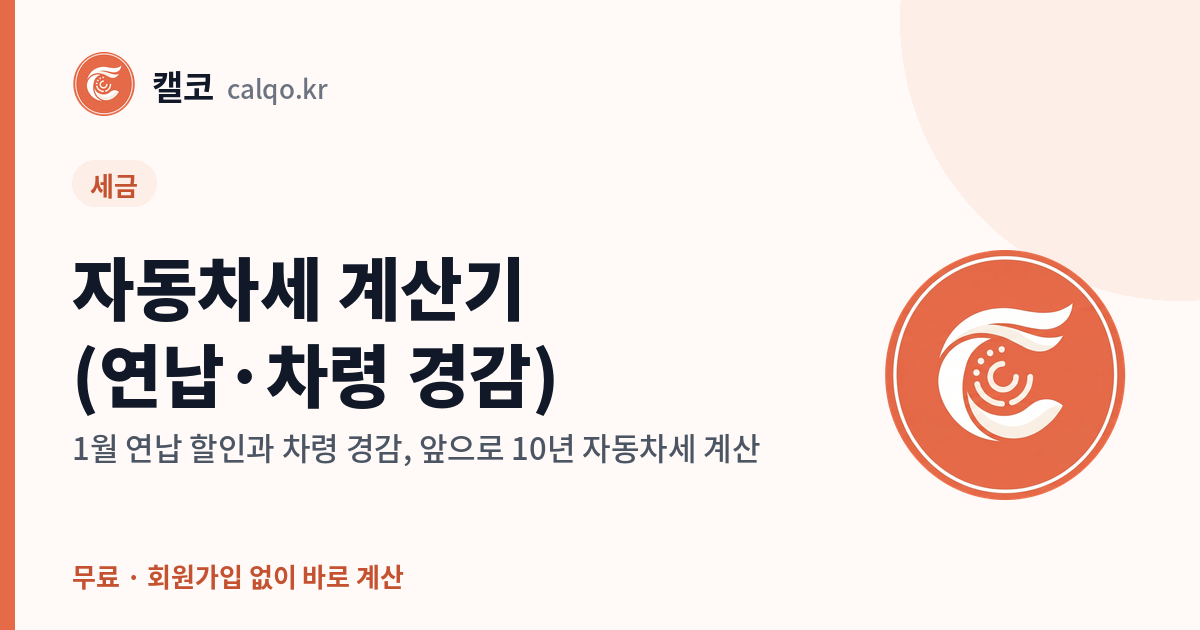 캘코 calqo.kr
세금
자동차세 계산기
(연납·차령 경감)
1월 연납 할인과 차령 경감, 앞으로 10년 자동차세 계산
무료 · 회원가입 없이 바로 계산